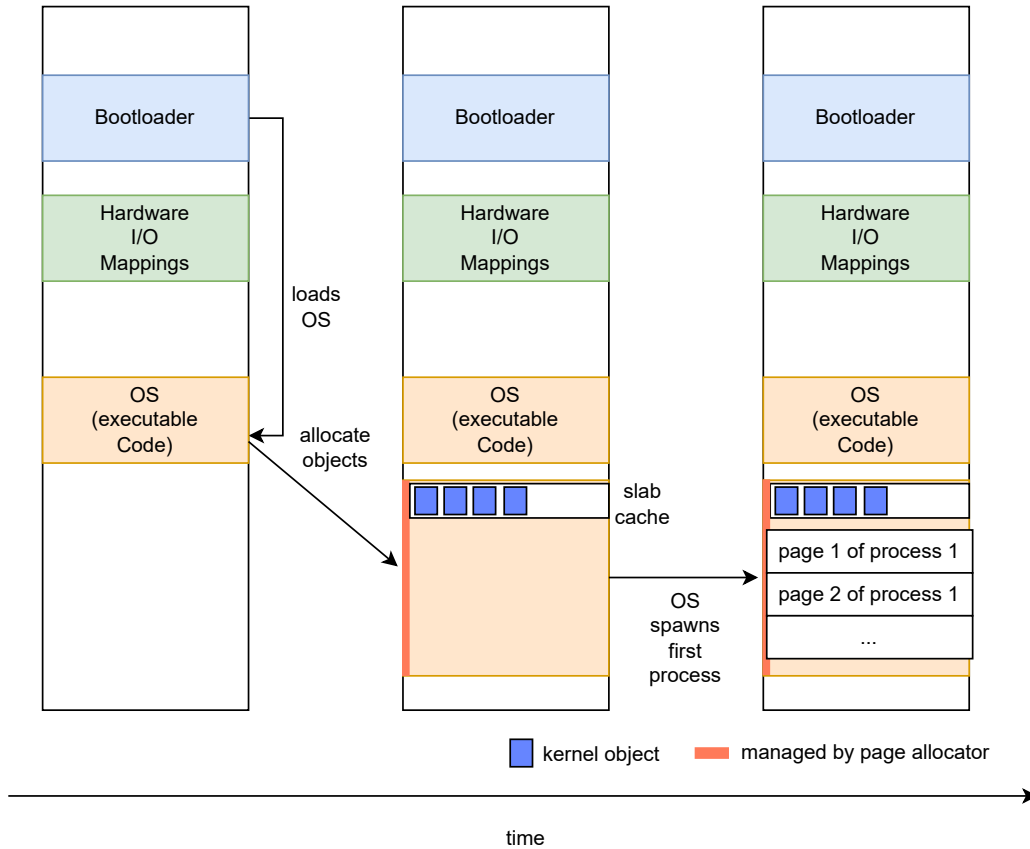 Bootloader
Hardware
I/O
Mappings
loads
OS
OS
(executable
Code)
allocate
objects
Bootloader
Hardware
I/O
Mappings
OS
(executable
Code)
slab
cache
OS
spawns
first
process
Bootloader
Hardware
I/O
Mappings
OS
(executable
Code)
page 1 of process 1
page 2 of process 1
...
kernel object
managed by page allocator
time